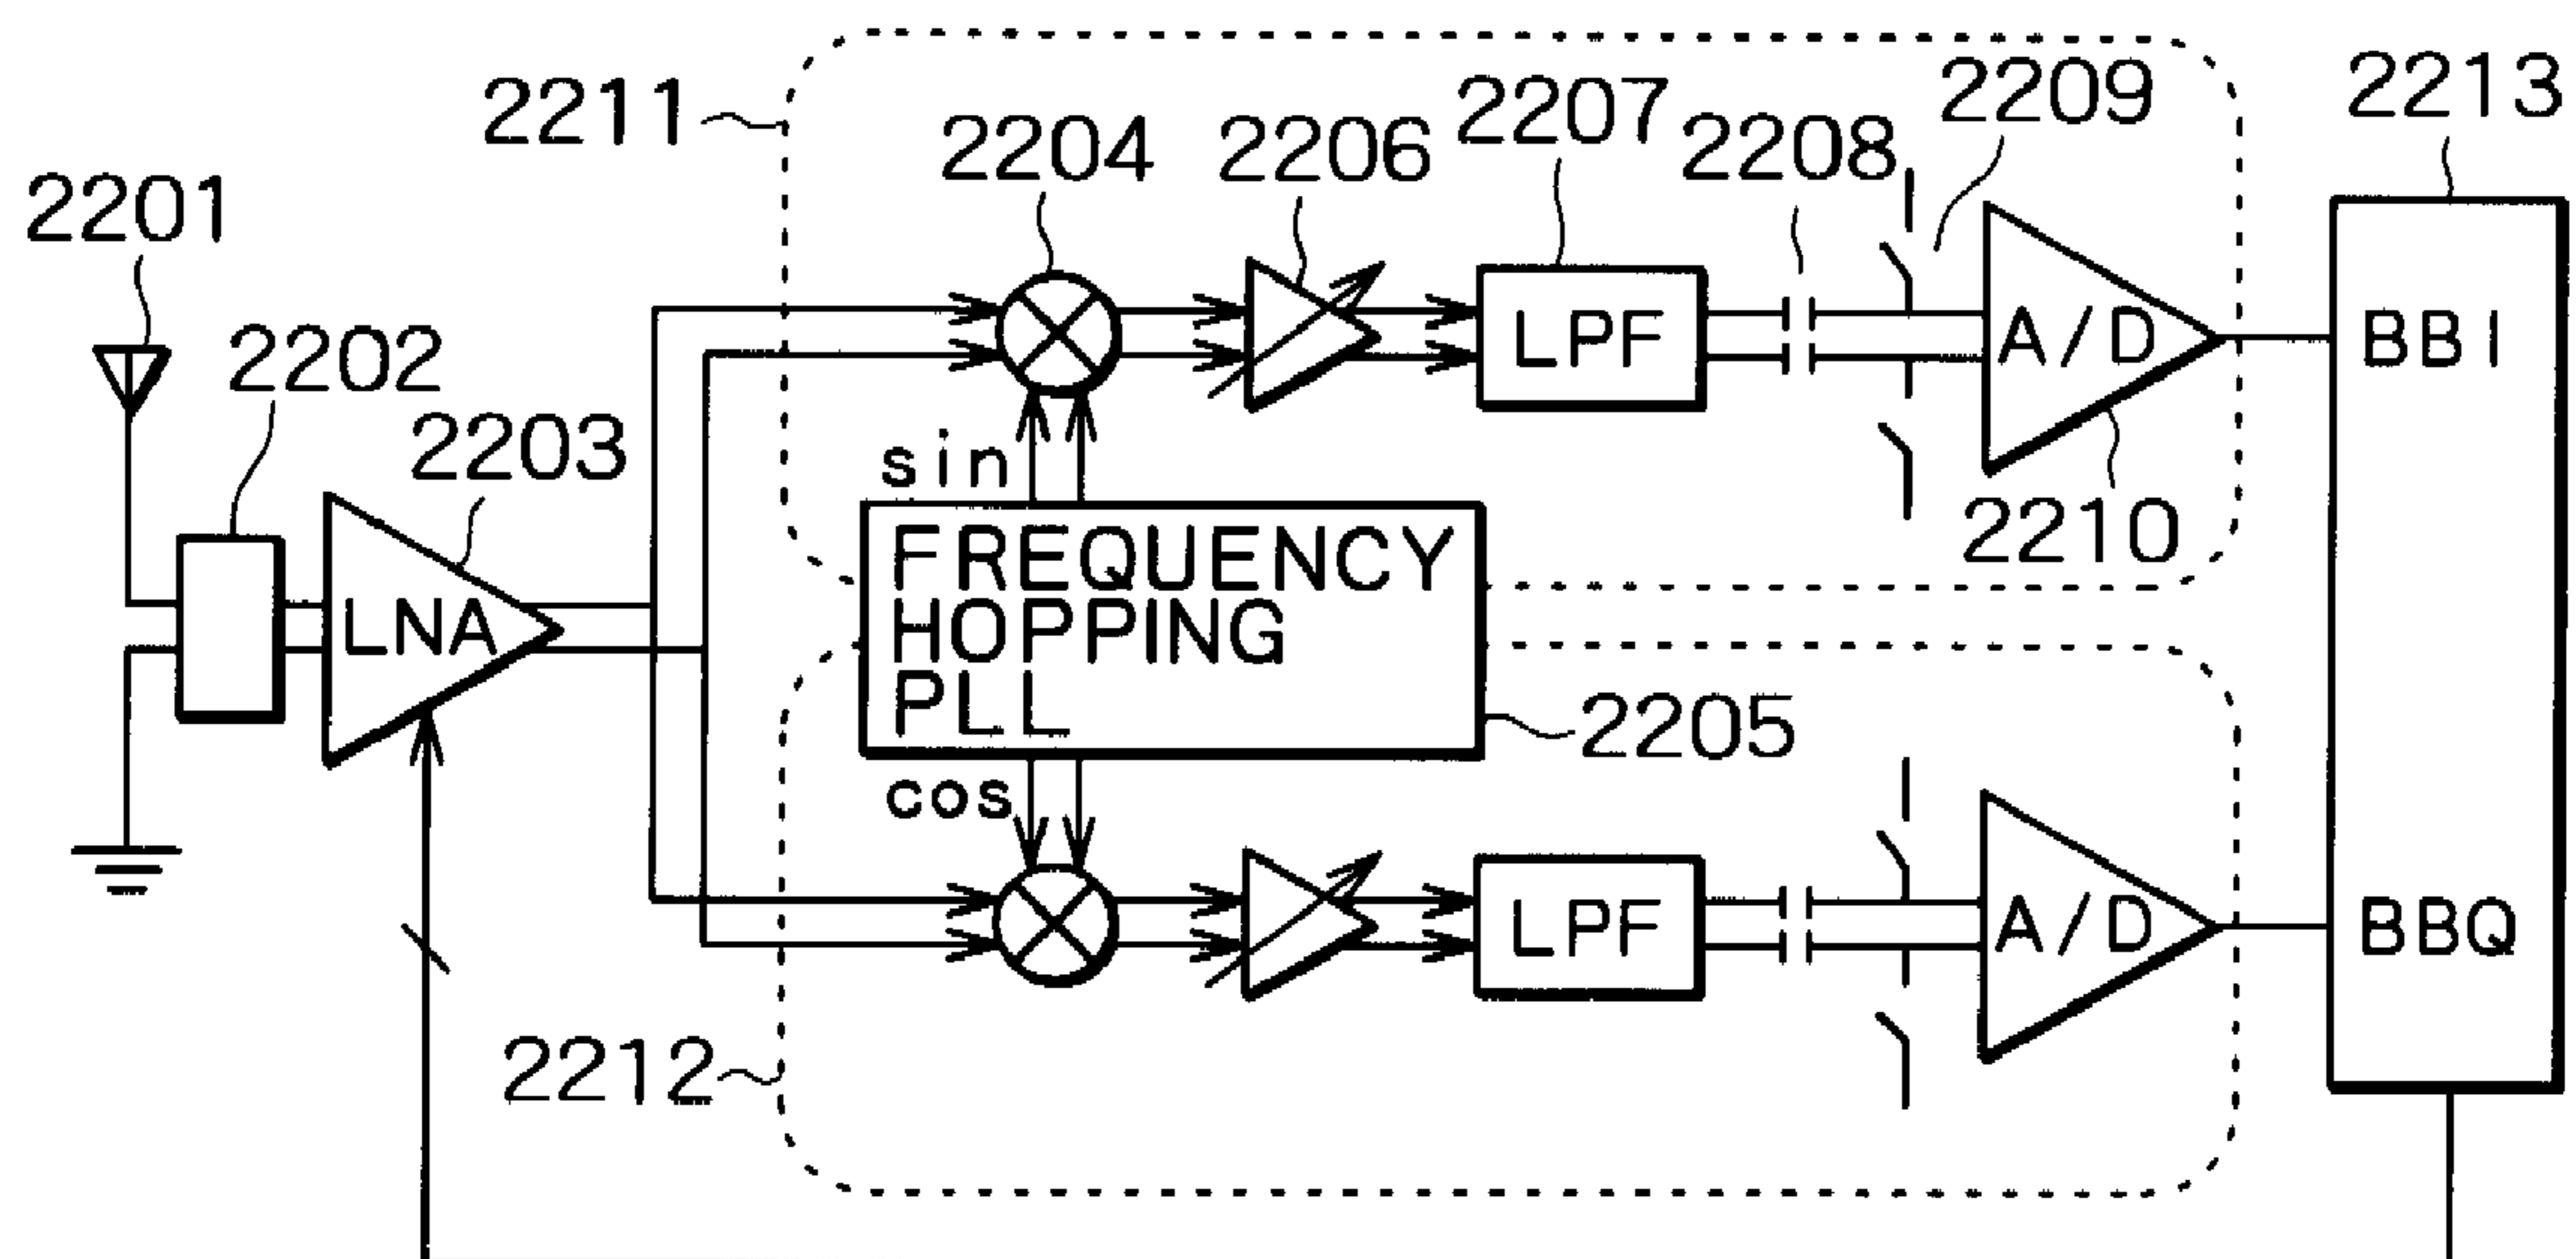 2211
2209
2213
2207
2204
2206
2208
2201
2202
LPF
A/D
BBI
2203
sin
2210
FREQUENCY
HOPPING
PLL
LNA
2205
cos
LPF
A/D
BBQ
2212